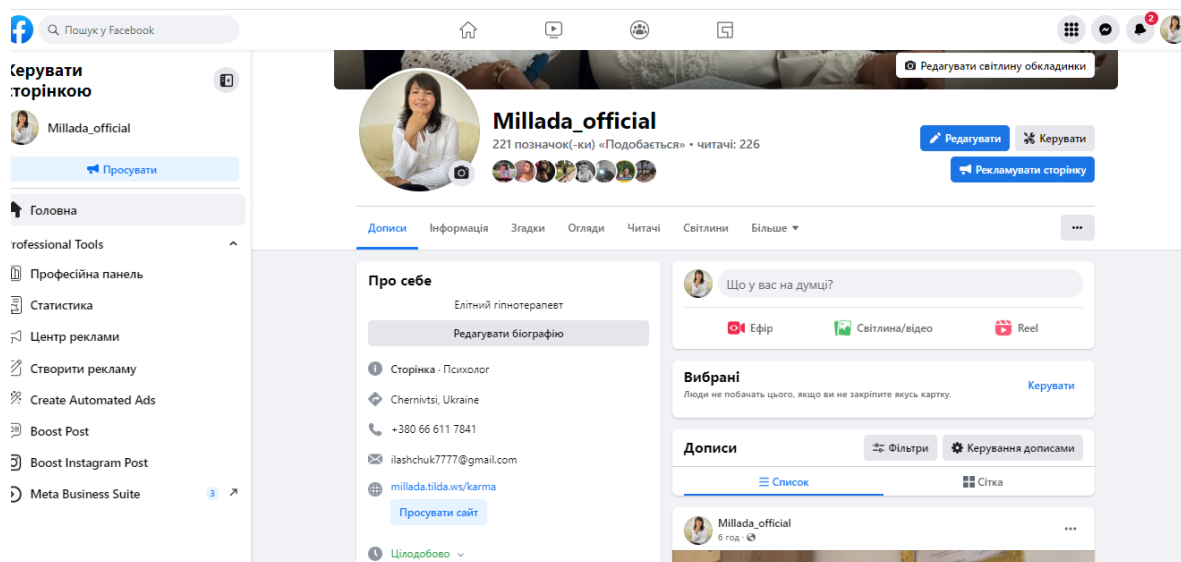 Пошук у Facebook
2
Керувати
сторінкою
Millada_official
Просувати
Головна
Professional Tools
Професійна панель
Статистика
Центр реклами
Створити рекламу
Create Automated Ads
Boost Post
Boost Instagram Post
Meta Business Suite
3
Редагувати світлину обкладинки
Millada_official
221 позначок(-ки) «Подобається» • читачі: 226
Редагувати
Керувати
Рекламувати сторінку
Дописи Інформація Згадки Огляди Читачі Світлини Більше
Про себе
Елітний гіпнотерапевт
Редагувати біографію
Сторінка · Психолог
Chernivtsi, Ukraine
+380 66 611 7841
ilashchuk7777@gmail.com
millada.tilda.ws/karma
Просувати сайт
Цілодобово
Що у вас на думці?
Ефір Світлина/відео Reel
Вибрані
Люди не побачать цього, якщо ви не закріпите якусь картку.
Керувати
Дописи
Фільтри
Керування дописами
Список Сітка
Millada_official
6 год ·